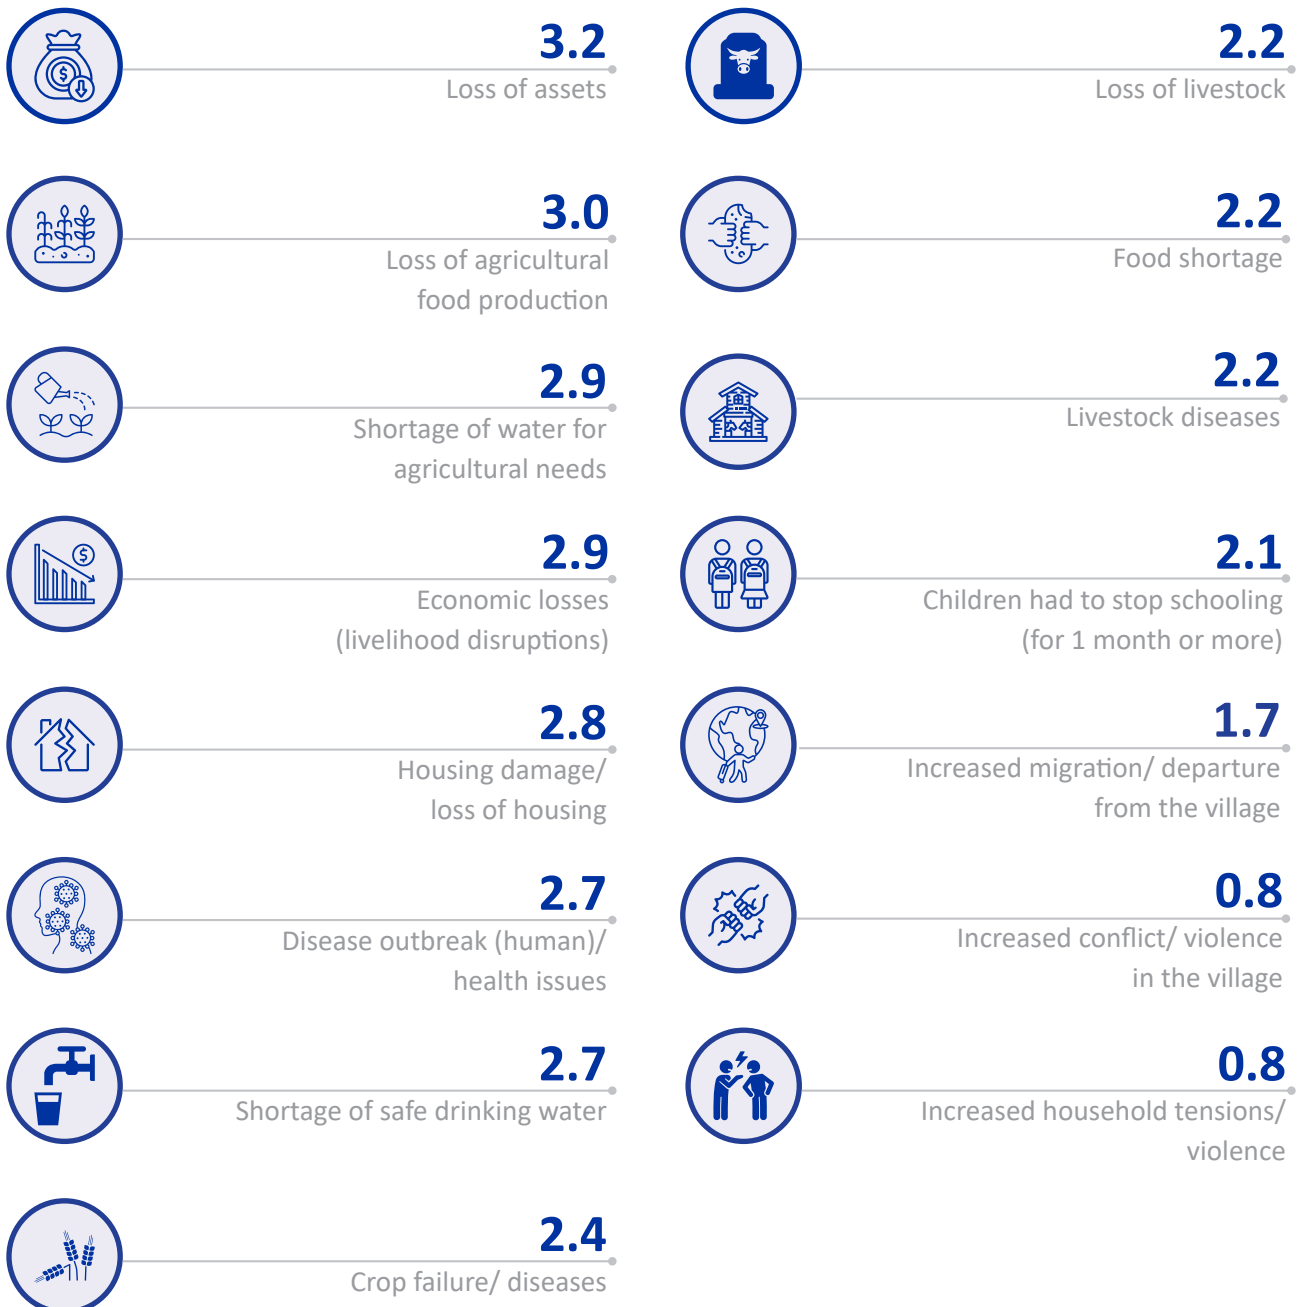 3.2
Loss of assets
3.0
Loss of agricultural
food production
2.9
Shortage of water for
agricultural needs
2.9
Economic losses
(livelihood disruptions)
2.8
Housing damage/
loss of housing
2.7
Disease outbreak (human)/
health issues
2.7
Shortage of safe drinking water
2.4
Crop failure/ diseases
2.2
Loss of livestock
2.2
Food shortage
2.2
Livestock diseases
2.1
Children had to stop schooling
(for 1 month or more)
1.7
Increased migration/ departure
from the village
0.8
Increased conflict/ violence
in the village
0.8
Increased household tensions/
violence